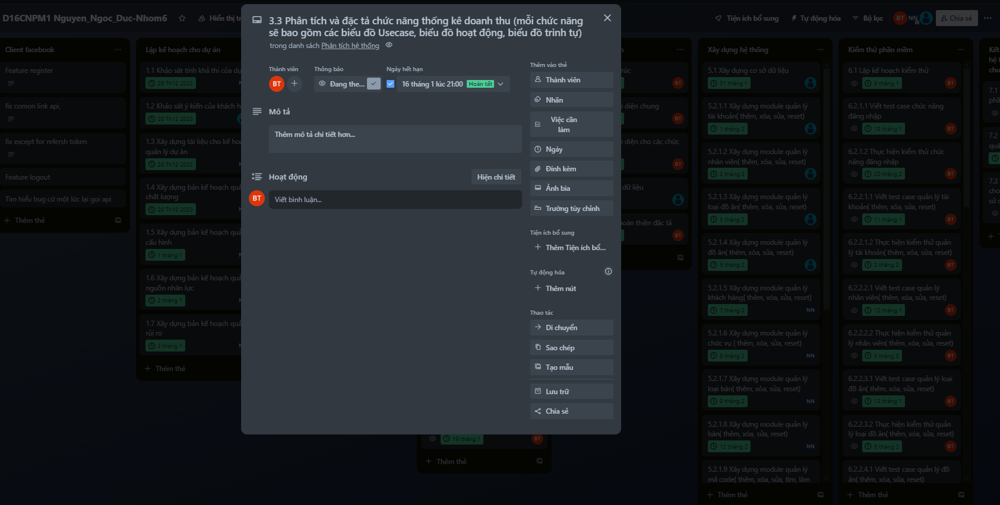 D16CNPM1 Nguyen_Ngoc_Duc-Nhom6
Hiển thị tr
Tiện ích bổ sung
Tự động hóa
Bộ lọc
BT
NN
Chia sẻ
Client facebook
Feature register
fix comon link api,
fix except for refersh token
Feature logout
Tìm hiểu bug cứ một lúc lại gọi api
Thêm thẻ
Lập kế hoạch cho dự án
1.1 Khảo sát tính khả thi của dụ
26 Th12 2023
1.2 Khảo sát ý kiến của khách h
28 Th12 2023
1.3 Xây dựng tài liệu cho kế hoạ
quản lý dự án
28 Th12 2023
1.4 Xây dựng bản kế hoạch quả
chất lượng
29 Th12 2023
1.5 Xây dựng bản kế hoạch quả
cấu hình
1 tháng 1
1.6 Xây dựng bản kế hoạch quả
nguồn nhân lực
2 tháng 1
1.7 Xây dựng bản kế hoạch quả
rủi ro
3 tháng 1
Thêm thẻ
3.3 Phân tích và đặc tả chức năng thống kê doanh thu (mỗi chức năng
sẽ bao gồm các biểu đồ Usecase, biểu đồ hoạt động, biểu đồ trình tự)
trong danh sách Phân tích hệ thống
Thành viên
BT
Thông báo
Đang the...
Ngày hết hạn
16 tháng 1 lúc 21:00
Hoàn tất
Mô tả
Thêm mô tả chi tiết hơn...
Hoạt động
Hiện chi tiết
BT
Viết bình luận...
Thêm vào thẻ
Thành viên
Nhãn
Việc cần
làm
Ngày
Đính kèm
Ảnh bìa
Trường tùy chỉnh
Tiện ích bổ sung
Thêm Tiện ích bổ...
Tự động hóa
Thêm nút
Thao tác
Di chuyển
Sao chép
Tạo mẫu
Lưu trữ
Chia sẻ
19 tháng 1
BT
Thêm thẻ
n
rúc
BT
o diện chung
BT
o diện cho các chức
BT
dữ liệu
hoàn thiện đặc tả
BT
Xây dựng hệ thống
5.1 Xây dựng cơ sở dữ liệu
31 tháng 1
5.2.1.1 Xây dựng module quản lý
tài khoản( thêm, xóa, sửa, reset)
1 tháng 2
5.2.1.2 Xây dựng module quản lý
nhân viên( thêm, xóa, sửa, reset)
2 tháng 2
5.2.1.3 Xây dựng module quản lý
loại đồ ăn( thêm, xóa, sửa, reset)
5 tháng 2
5.2.1.4 Xây dựng module quản lý
đồ ăn( thêm, xóa, sửa, reset)
6 tháng 2
5.2.1.5 Xây dựng module quản lý
khách hàng( thêm, xóa, sửa, reset)
7 tháng 2
NN
5.2.1.6 Xây dựng module quản lý
chức vụ ( thêm, xóa, sửa, reset)
8 tháng 2
NN
5.2.1.7 Xây dựng module quản lý
loại bàn( thêm, xóa, sửa, reset)
9 tháng 2
NN
5.2.1.8 Xây dựng module quản lý
bàn( thêm, xóa, sửa, reset)
12 tháng 2
NN
5.2.1.9 Xây dựng module quản lý
mã code( thêm, xóa, sửa, tìm, làm
Thêm thẻ
Kiểm thử phần mềm
6.1 Lập kế hoạch kiểm thử
9 tháng 1
BT
6.2.1.1 Viết test case chức năng
đăng nhập
18 tháng 1
BT
6.2.1.2 Thực hiện kiểm thử chức
năng đăng nhập
20 tháng 2
BT
6.2.2.1.1 Viết test case quản lý tài
khoản( thêm, xóa, sửa, reset)
11 tháng 1
BT
6.2.2.1.2 Thực hiện kiểm thử quản
lý tài khoản( thêm, xóa, sửa, reset)
2 tháng 2
BT
6.2.2.2.1 Viết test case quản lý
nhân viên( thêm, xóa, sửa, reset)
12 tháng 1
BT
6.2.2.2.2 Thực hiện kiểm thử quản
lý nhân viên( thêm, xóa, sửa, reset)
5 tháng 2
BT
6.2.2.3.1 Viết test case quản lý loại
đồ ăn( thêm, xóa, sửa, reset)
12 tháng 1
BT
6.2.2.3.2 Thực hiện kiểm thử quản
lý loại đồ ăn( thêm, xóa, sửa, reset)
6 tháng 2
BT
6.2.2.4.1 Viết test case quản lý đồ
ăn( thêm, xóa, sửa, reset)
Thêm thẻ
Kết
hệ t
chu
7.1
phầ
7.2
quá
7.3
cho
sử c